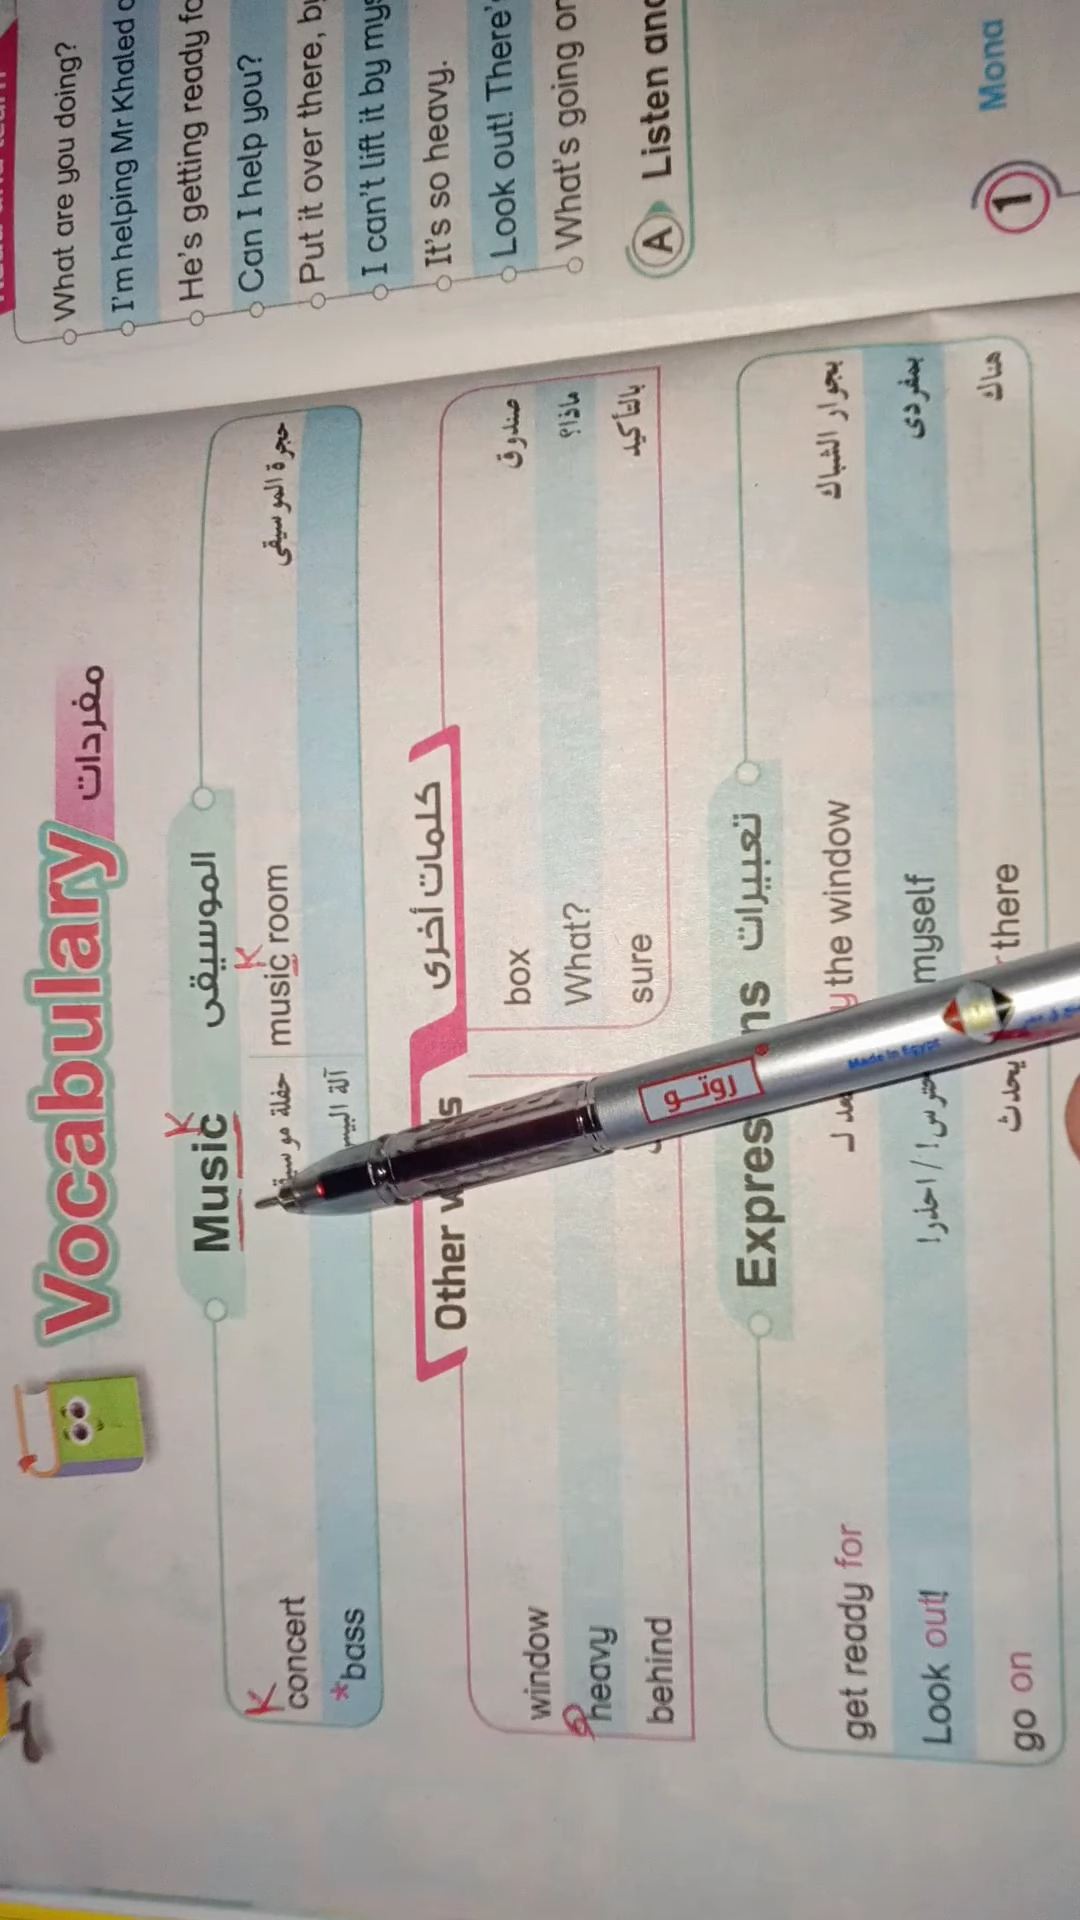 Vocabulary مفردات
Music الموسيقى
K
K
K
concert
حفلة
music room
حجرة الموسيقى
*bass
آلة
Other كلمات أخرى
window
box
صندوق
heavy
What?
ماذا؟
behind
sure
بالتأكيد
تعبيرات
get ready for
the window
بجوار الشباك
Look out!
احترس! / احذر!
myself
بمفردى
go on
يحدث
there
هناك
روتو
Made in Egypt
What are you doing?
I'm helping Mr Khaled
He's getting ready
Can I help you?
Put it over there,
I can't lift it by
It's so heavy.
Look out! There's
What's going on
A Listen and
1 Mona